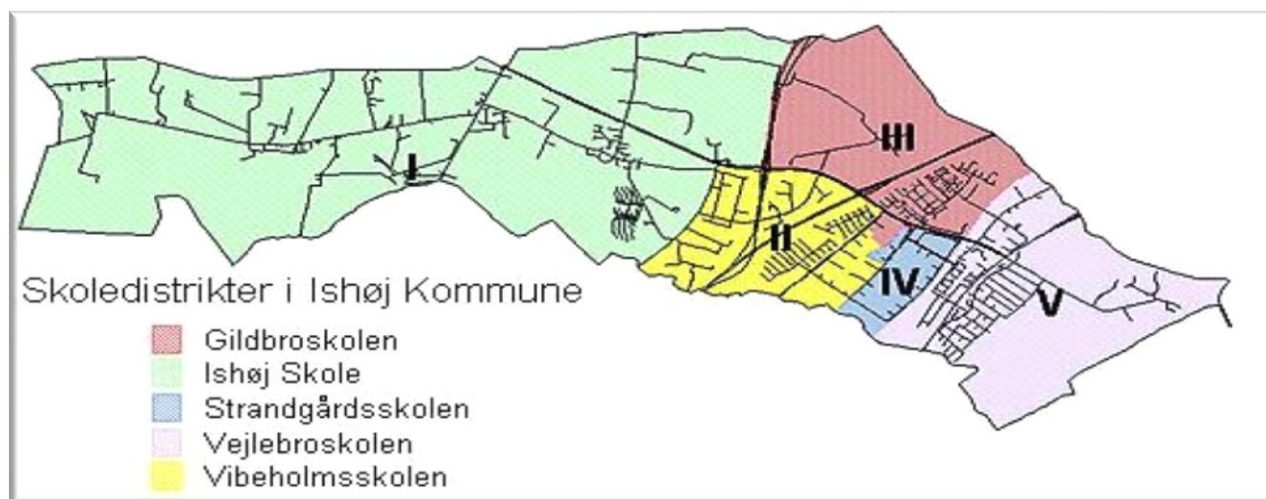 III
I
II
IV
V
Skoledistrikter i Ishøj Kommune
Gildbroskolen
Ishøj Skole
Strandgårdsskolen
Vejlebroskolen
Vibeholmsskolen